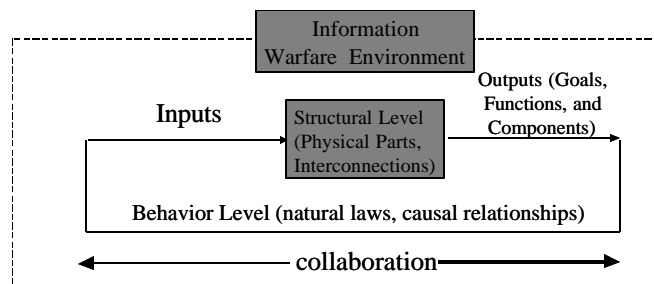 Information
Warfare Environment
Outputs (Goals,
Functions, and
Components)
Inputs
Structural Level
(Physical Parts,
Interconnections)
Behavior Level (natural laws, causal relationships)
collaboration